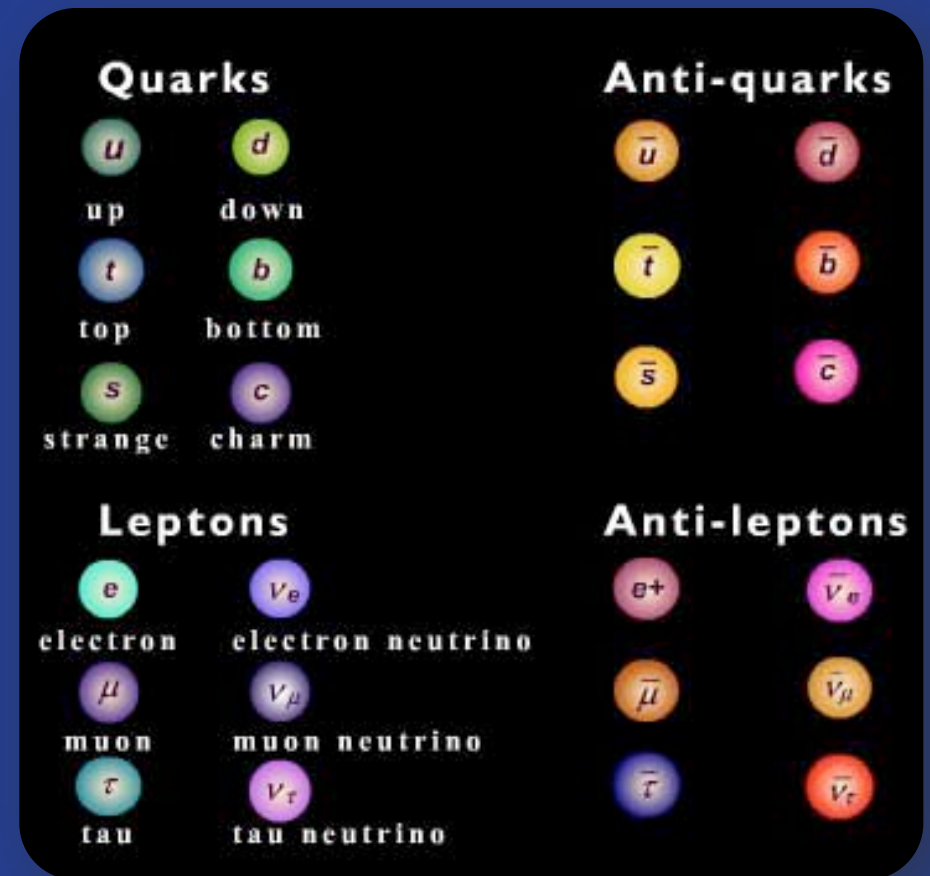 Quarks Anti-quarks
u d u̅ d̅
up down
t b t̅ b̅
top bottom
s c s̅ c̅
strange charm
Leptons Anti-leptons
e νe e+ ν̅e
electron electron neutrino
μ νμ μ̅ ν̅μ
muon muon neutrino
τ ντ τ̅ ν̅τ
tau tau neutrino